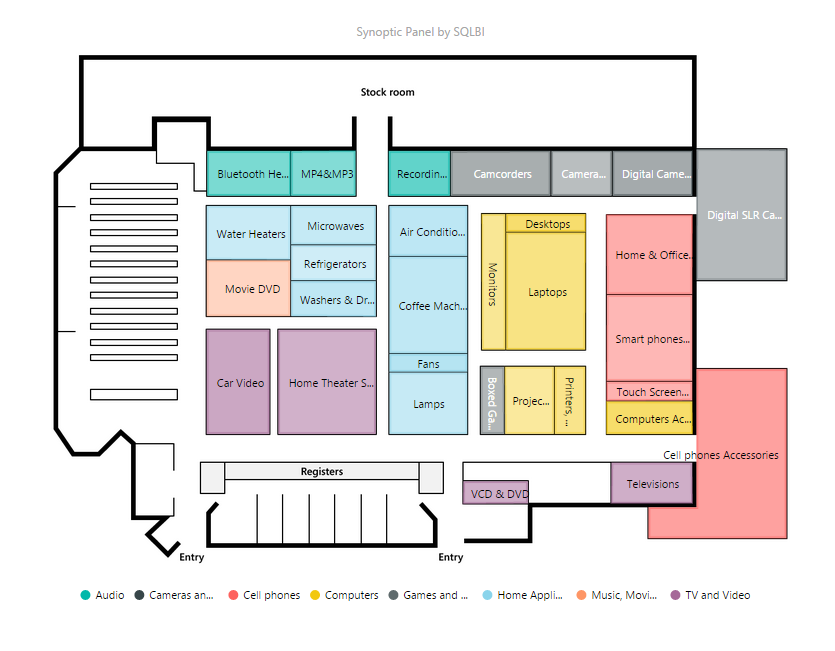 Synoptic Panel by SQLBI
Stock room
Bluetooth He...
MP4&MP3
Recordin...
Camcorders
Camera...
Digital Came...
Digital SLR Ca...
Water Heaters
Microwaves
Refrigerators
Movie DVD
Washers & Dr...
Air Conditio...
Coffee Mach...
Fans
Lamps
Monitors
Desktops
Laptops
Home & Office...
Smart phones...
Touch Screen...
Computers Ac...
Car Video
Home Theater S...
Boxed Ga...
Projec...
Printers, ...
Cell phones Accessories
Registers
VCD & DVD
Televisions
Entry
Entry
Audio
Cameras an...
Cell phones
Computers
Games and ...
Home Appli...
Music, Movi...
TV and Video